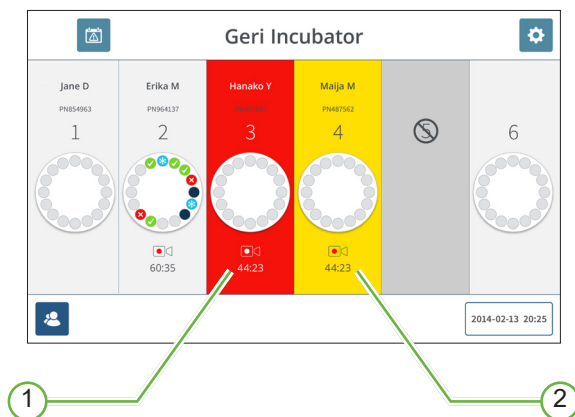 Geri Incubator
Jane D
Erika M
Hanako Y
Maija M
PN854963
PN964137
PN487562
1
2
3
4
5
6
60:35
44:23
44:23
2014-02-13 20:25
1
2